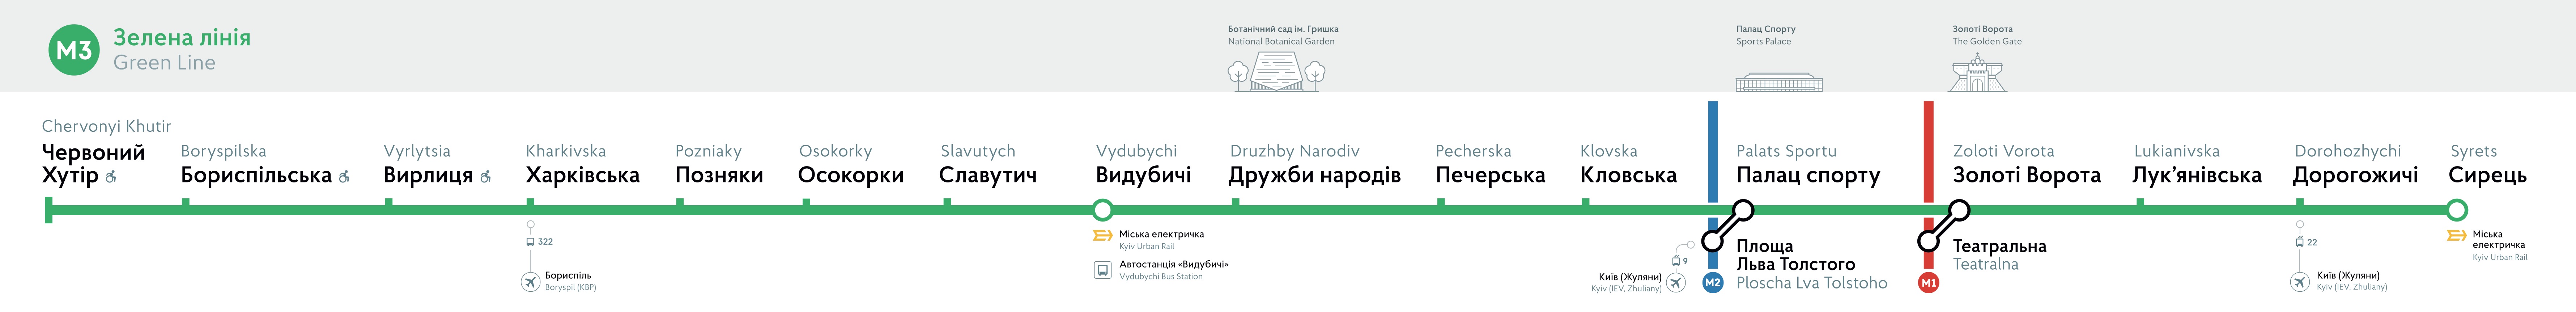 M3
Зелена лінія
Green Line
Ботанічний сад ім. Гришка
National Botanical Garden
Палац Спорту
Sports Palace
Золоті Ворота
The Golden Gate
Chervonyi Khutir
Червоний
Хутір
Boryspilska
Бориспільська
Vyrlytsia
Вирлиця
Kharkivska
Харківська
Pozniaky
Позняки
Osokorky
Осокорки
Slavutych
Славутич
Vydubychi
Видубичі
Druzhby Narodiv
Дружби народів
Pecherska
Печерська
Klovska
Кловська
Palats Sportu
Палац спорту
Zoloti Vorota
Золоті Ворота
Lukianivska
Лук’янівська
Dorohozhychi
Дорогожичі
Syrets
Сирець
322
Бориспіль
Boryspil (KBP)
Міська електричка
Kyiv Urban Rail
Автостанція «Видубичі»
Vydubychi Bus Station
9
Київ (Жуляни)
Kyiv (IEV, Zhuliany)
M2
Площа
Льва Толстого
Ploscha Lva Tolstoho
M1
Театральна
Teatralna
22
Київ (Жуляни)
Kyiv (IEV, Zhuliany)
Міська
електричка
Kyiv Urban Rail